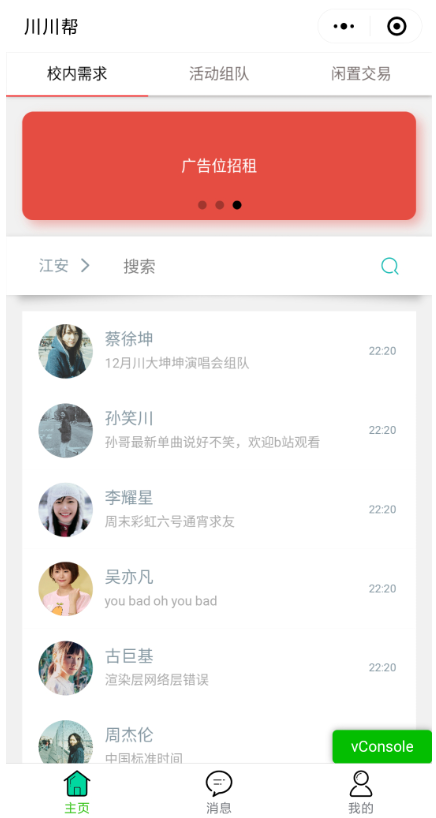 川川帮
校内需求 活动组队 闲置交易
广告位招租
江安 搜索
蔡徐坤
12月川大坤坤演唱会组队 22:20
孙笑川
孙哥最新单曲说好不笑，欢迎b站观看 22:20
李耀星
周末彩虹六号通宵求友 22:20
吴亦凡
you bad oh you bad 22:20
古巨基
渲染层网络层错误 22:20
周杰伦
中国标准时间
vConsole
主页 消息 我的